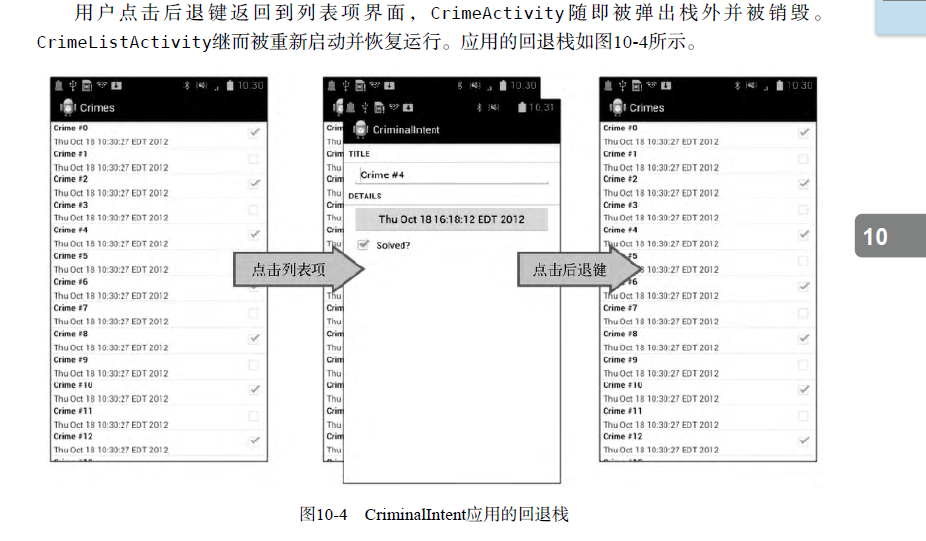 用户点击后退键返回到列表项界面，CrimeActivity随即被弹出栈外并被销毁。
CrimeListActivity继而被重新启动并恢复运行。应用的回退栈如图10-4所示。
10:30
Crimes
Crime #0
Thu Oct 18 10:30:27 EDT 2012
Crime #1
Thu Oct 18 10:30:27 EDT 2012
Crime #2
Thu Oct 18 10:30:27 EDT 2012
Crime #3
Thu Oct 18 10:30:27 EDT 2012
Crime #4
Thu Oct 18 10:30:27 EDT 2012
Crime #5
Thu Oct 18 10:30:27 EDT 2012
Crime #6
Thu Oct 18 10:30:27 EDT 2012
Crime #7
Thu Oct 18 10:30:27 EDT 2012
Crime #8
Thu Oct 18 10:30:27 EDT 2012
Crime #9
Thu Oct 18 10:30:27 EDT 2012
Crime #10
Thu Oct 18 10:30:27 EDT 2012
Crime #11
Thu Oct 18 10:30:27 EDT 2012
Crime #12
Thu Oct 18 10:30:27 EDT 2012
点击列表项
10:30
16:31
CriminalIntent
TITLE
Crime #4
DETAILS
Thu Oct 18 16:18:12 EDT 2012
Solved?
点击后退键
10:30
Crimes
Crime #0
Thu Oct 18 10:30:27 EDT 2012
Crime #1
Thu Oct 18 10:30:27 EDT 2012
Crime #2
Thu Oct 18 10:30:27 EDT 2012
Crime #3
Thu Oct 18 10:30:27 EDT 2012
Crime #4
Thu Oct 18 10:30:27 EDT 2012
#5
10:30:27 EDT 2012
#6
Thu Oct 18 10:30:27 EDT 2012
Crime #7
Thu Oct 18 10:30:27 EDT 2012
Crime #8
Thu Oct 18 10:30:27 EDT 2012
Crime #9
Thu Oct 18 10:30:27 EDT 2012
Crime #10
Thu Oct 18 10:30:27 EDT 2012
Crime #11
Thu Oct 18 10:30:27 EDT 2012
Crime #12
Thu Oct 18 10:30:27 EDT 2012
10
图10-4 CriminalIntent应用的回退栈